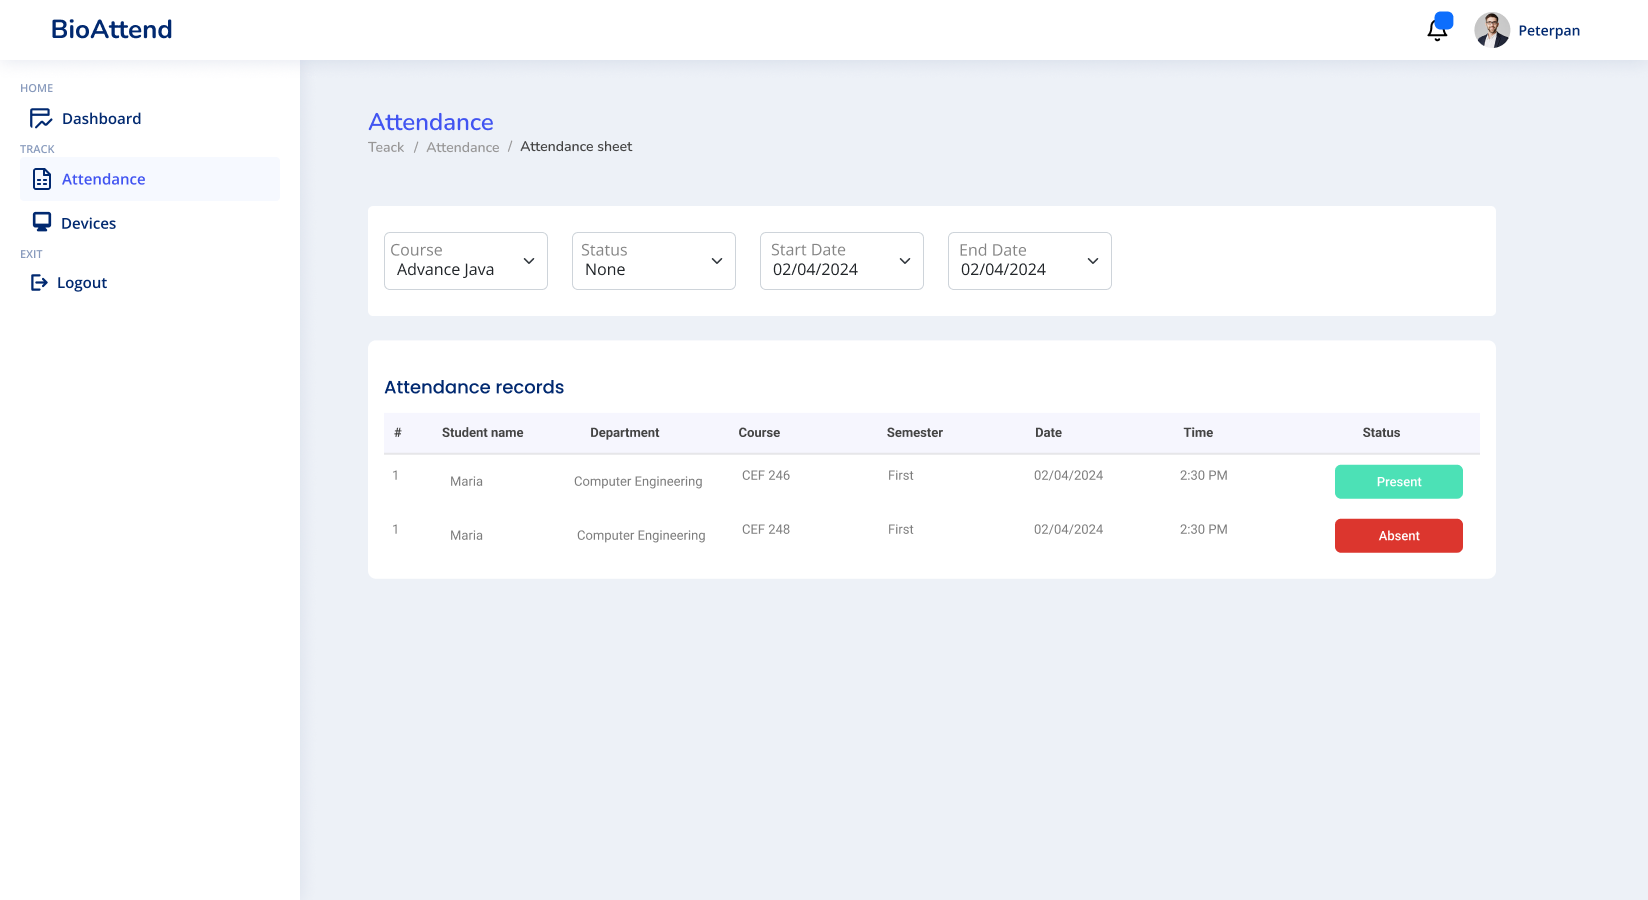 BioAttend
Peterpan
HOME
Dashboard
TRACK
Attendance
Devices
EXIT
Logout
Attendance
Teack / Attendance / Attendance sheet
Course
Advance Java
Status
None
Start Date
02/04/2024
End Date
02/04/2024
Attendance records
# Student name Department Course Semester Date Time Status
1 Maria Computer Engineering CEF 246 First 02/04/2024 2:30 PM Present
1 Maria Computer Engineering CEF 248 First 02/04/2024 2:30 PM Absent